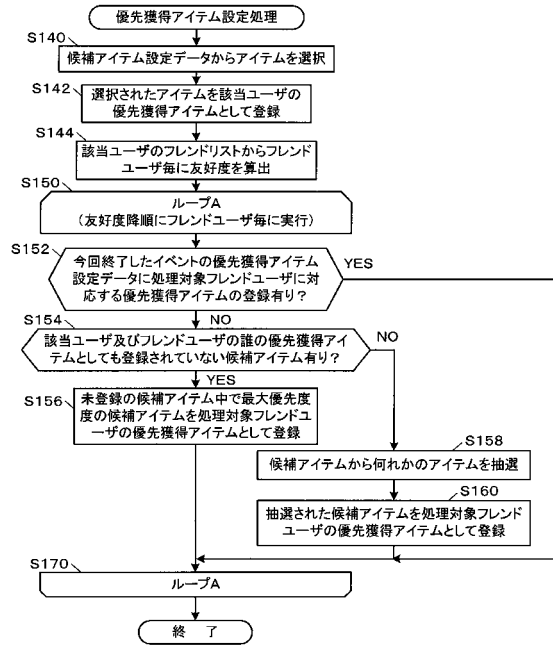 優先獲得アイテム設定処理
S140
候補アイテム設定データからアイテムを選択
S142
選択されたアイテムを該当ユーザの
優先獲得アイテムとして登録
S144
該当ユーザのフレンドリストからフレンド
ユーザ毎に友好度を算出
S150
ループA
(友好度降順にフレンドユーザ毎に実行)
S152
今回終了したイベントの優先獲得アイテム
設定データに処理対象フレンドユーザに対
応する優先獲得アイテムの登録有り?
YES
NO
S154
該当ユーザ及びフレンドユーザの誰の優先獲得アイ
テムとしても登録されていない候補アイテム有り?
NO
YES
S156
未登録の候補アイテム中で最大優先度
度の候補アイテムを処理対象フレンドユ
ーザの優先獲得アイテムとして登録
S158
候補アイテムから何れかのアイテムを抽選
S160
抽選された候補アイテムを処理対象フレンド
ユーザの優先獲得アイテムとして登録
S170
ループA
終 了